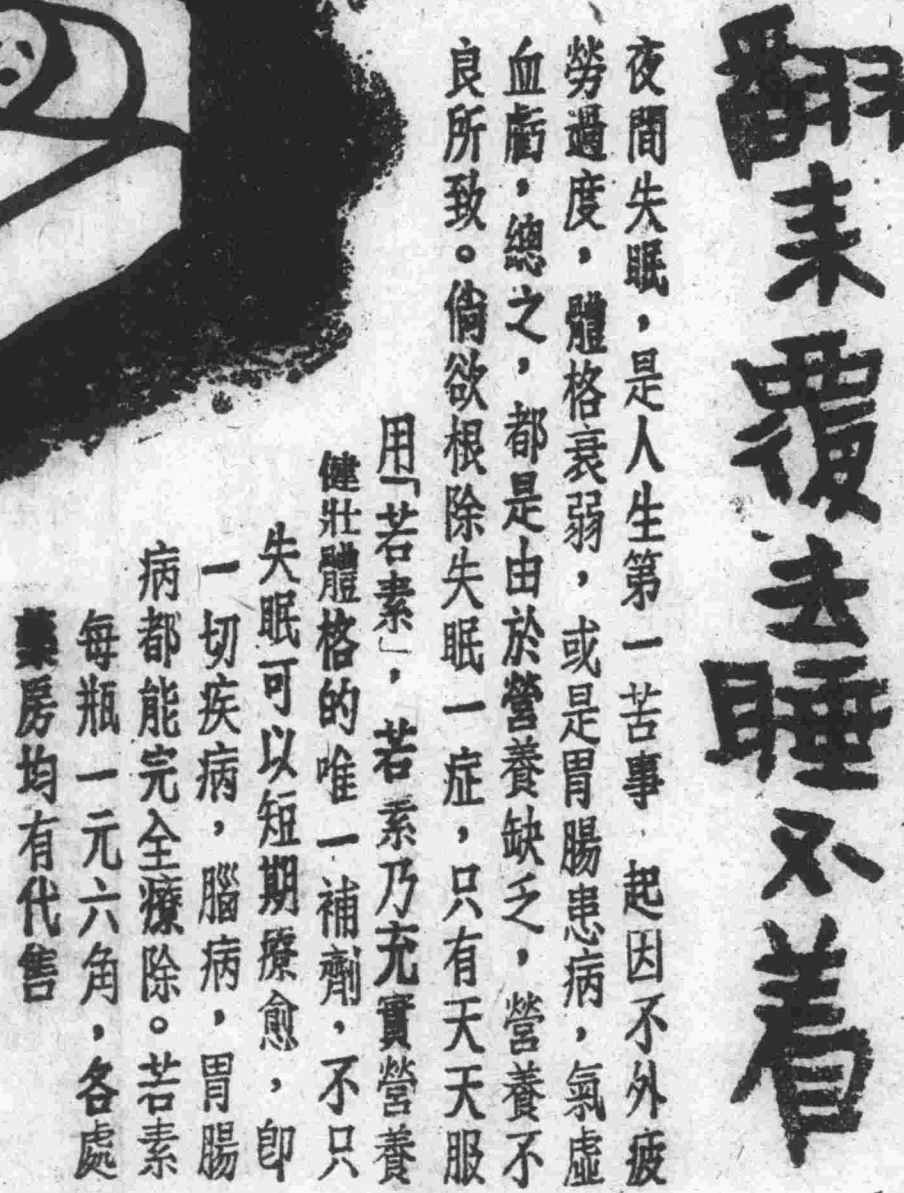 翻来覆去睡不着
夜間失眠，是人生第一苦事．起因不外疲
勞過度，體格衰弱，或是胃腸患病，氣虛
血虧，總之，都是由於營養缺乏，營養不
良所致。倘欲根除失眠一症，只有天天服
用「若素」，若素乃充實營養
健壯體格的唯一補劑，不只
失眠可以短期療愈，卽
一切疾病，腦病，胃腸
病都能完全療除。若素
每瓶一元六角，各處
藥房均有代售